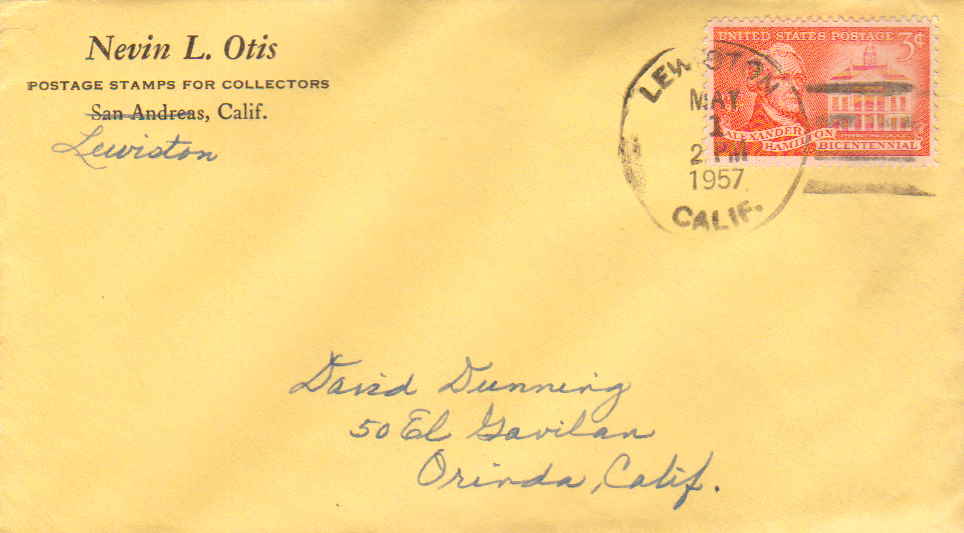 Nevin L. Otis
POSTAGE STAMPS FOR COLLECTORS
San Andreas, Calif.
Lewiston
UNITED STATES POSTAGE 3¢
ALEXANDER HAMILTON BICENTENNIAL
LEWISTON
MAY
1
2 PM
1957
CALIF.
David Dunning
50 El Gavilan
Orinda, Calif.